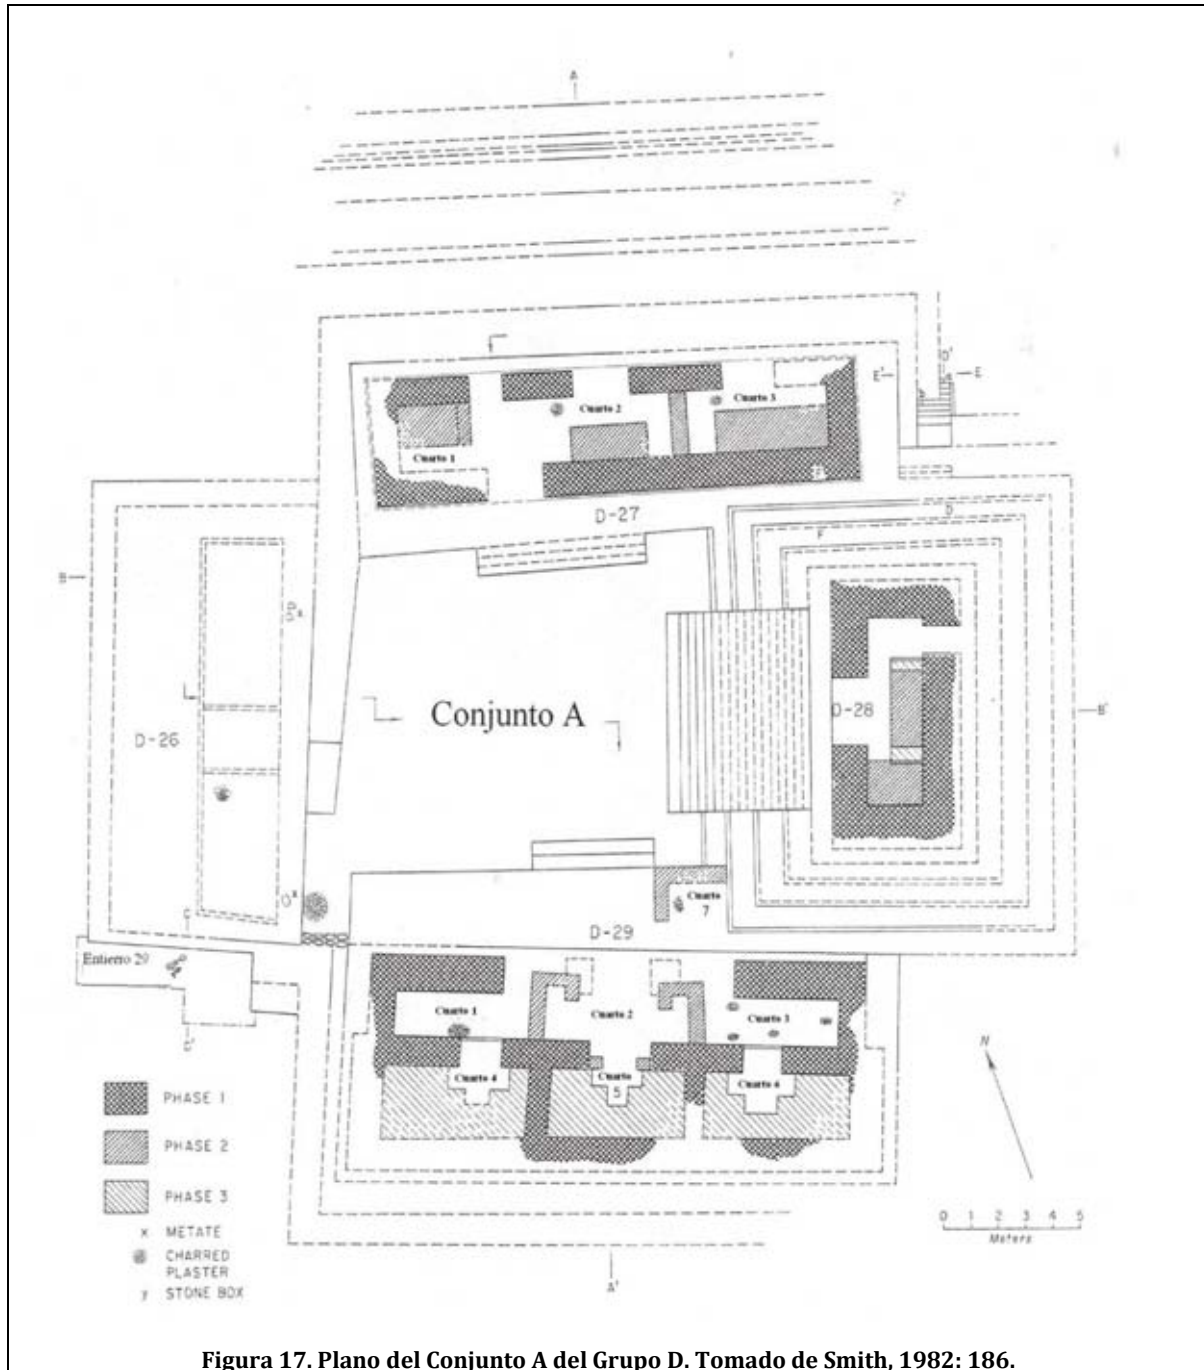 A
D'
E'
E
Cuarto 2
Cuarto 3
Cuarto 1
D-27
D
F
B
x
Conjunto A
D-28
B'
D-26
x
Cuarto
7
C
D-29
Entierro 29
Cuarto 1
Cuarto 2
Cuarto 3
C'
Cuarto 4
Cuarto
5
Cuarto 6
N
PHASE 1
PHASE 2
PHASE 3
x METATE
CHARRED
PLASTER
y STONE BOX
0 1 2 3 4 5
Meters
A'
Figura 17. Plano del Conjunto A del Grupo D. Tomado de Smith, 1982: 186.